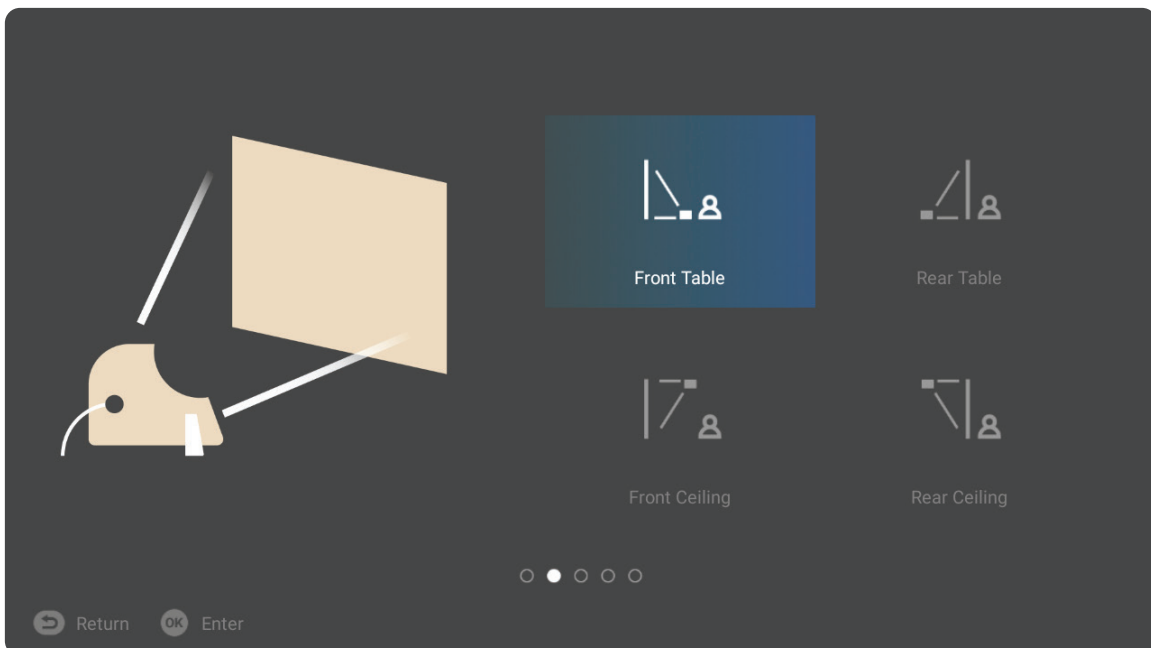 Front Table
Rear Table
Front Ceiling
Rear Ceiling
Return
OK
Enter